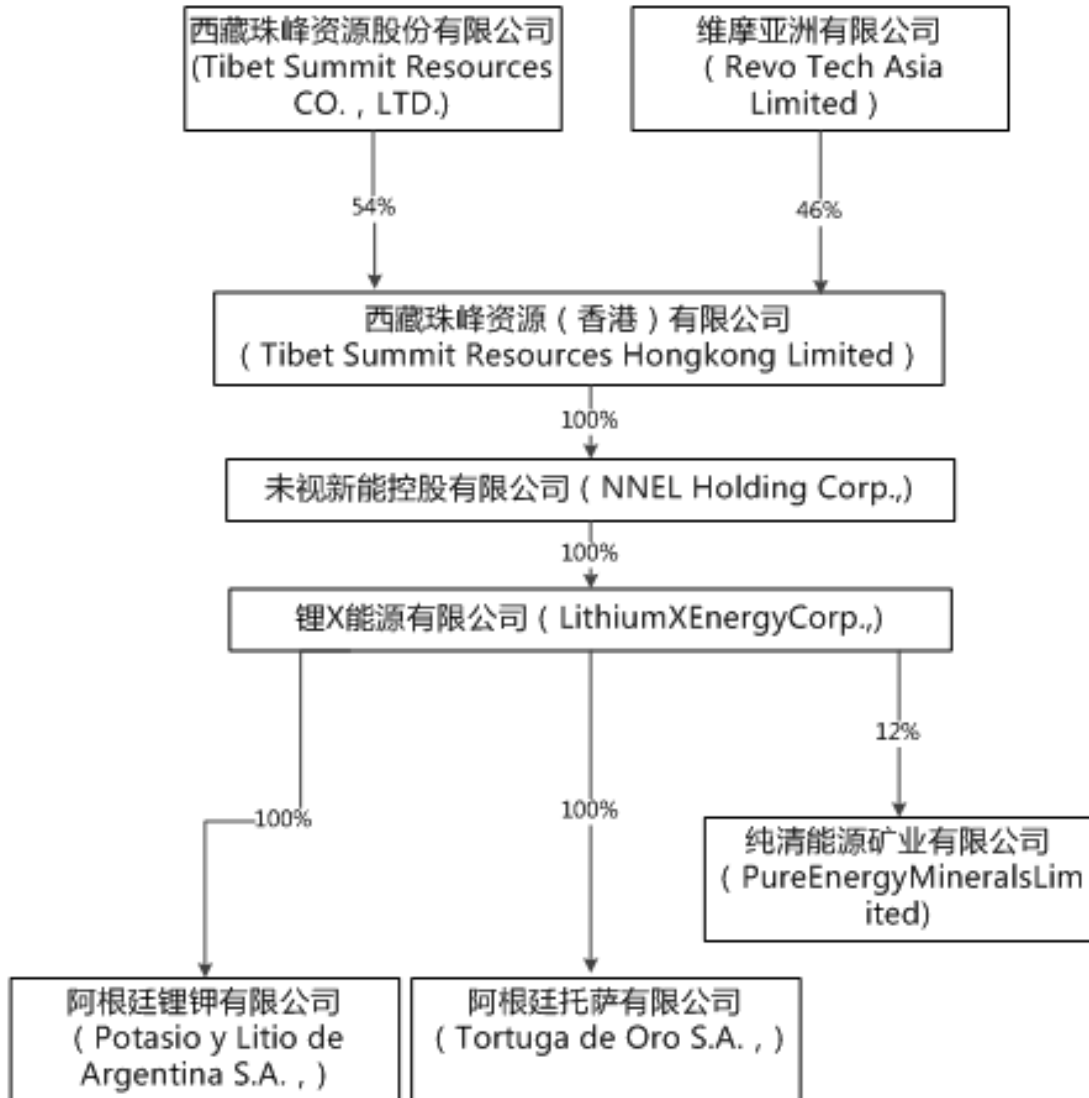 西藏珠峰资源股份有限公司
(Tibet Summit Resources
CO.，LTD.)
维摩亚洲有限公司
（ Revo Tech Asia
Limited ）
54%
46%
西藏珠峰资源（香港）有限公司
（ Tibet Summit Resources Hongkong Limited ）
100%
未视新能控股有限公司（ NNEL Holding Corp.,)
100%
锂X能源有限公司（ LithiumXEnergyCorp.,)
12%
100%
100%
纯清能源矿业有限公司
（ PureEnergyMineralsLim
ited)
阿根廷锂钾有限公司
（ Potasio y Litio de
Argentina S.A.，）
阿根廷托萨有限公司
（ Tortuga de Oro S.A.，）